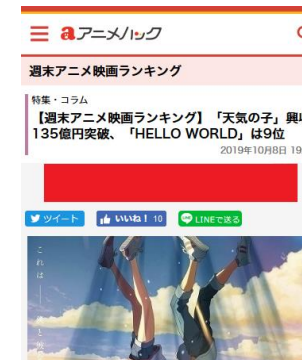 アニメハック
週末アニメ映画ランキング
特集・コラム
【週末アニメ映画ランキング】「天気の子」興収
135億円突破、「HELLO WORLD」は9位
2019年10月8日 19
ツイート いいね！ 10 LINEで送る
これは